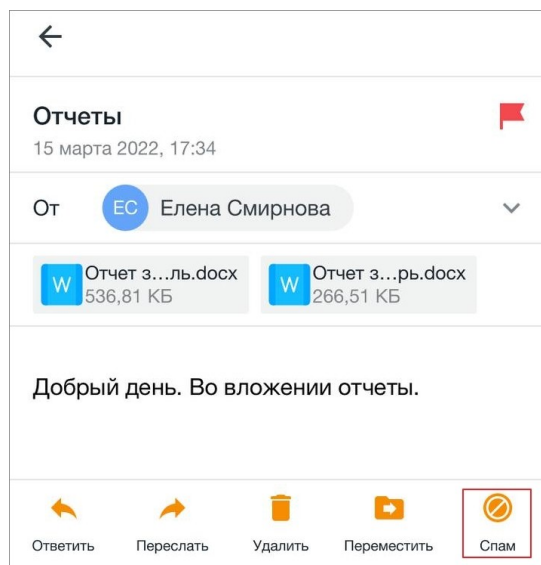 Отчеты
15 марта 2022, 17:34
От ЕС Елена Смирнова
W Отчет з...ль.docx W Отчет з...рь.docx
536,81 КБ 266,51 КБ
Добрый день. Во вложении отчеты.
Ответить Переслать Удалить Переместить Спам